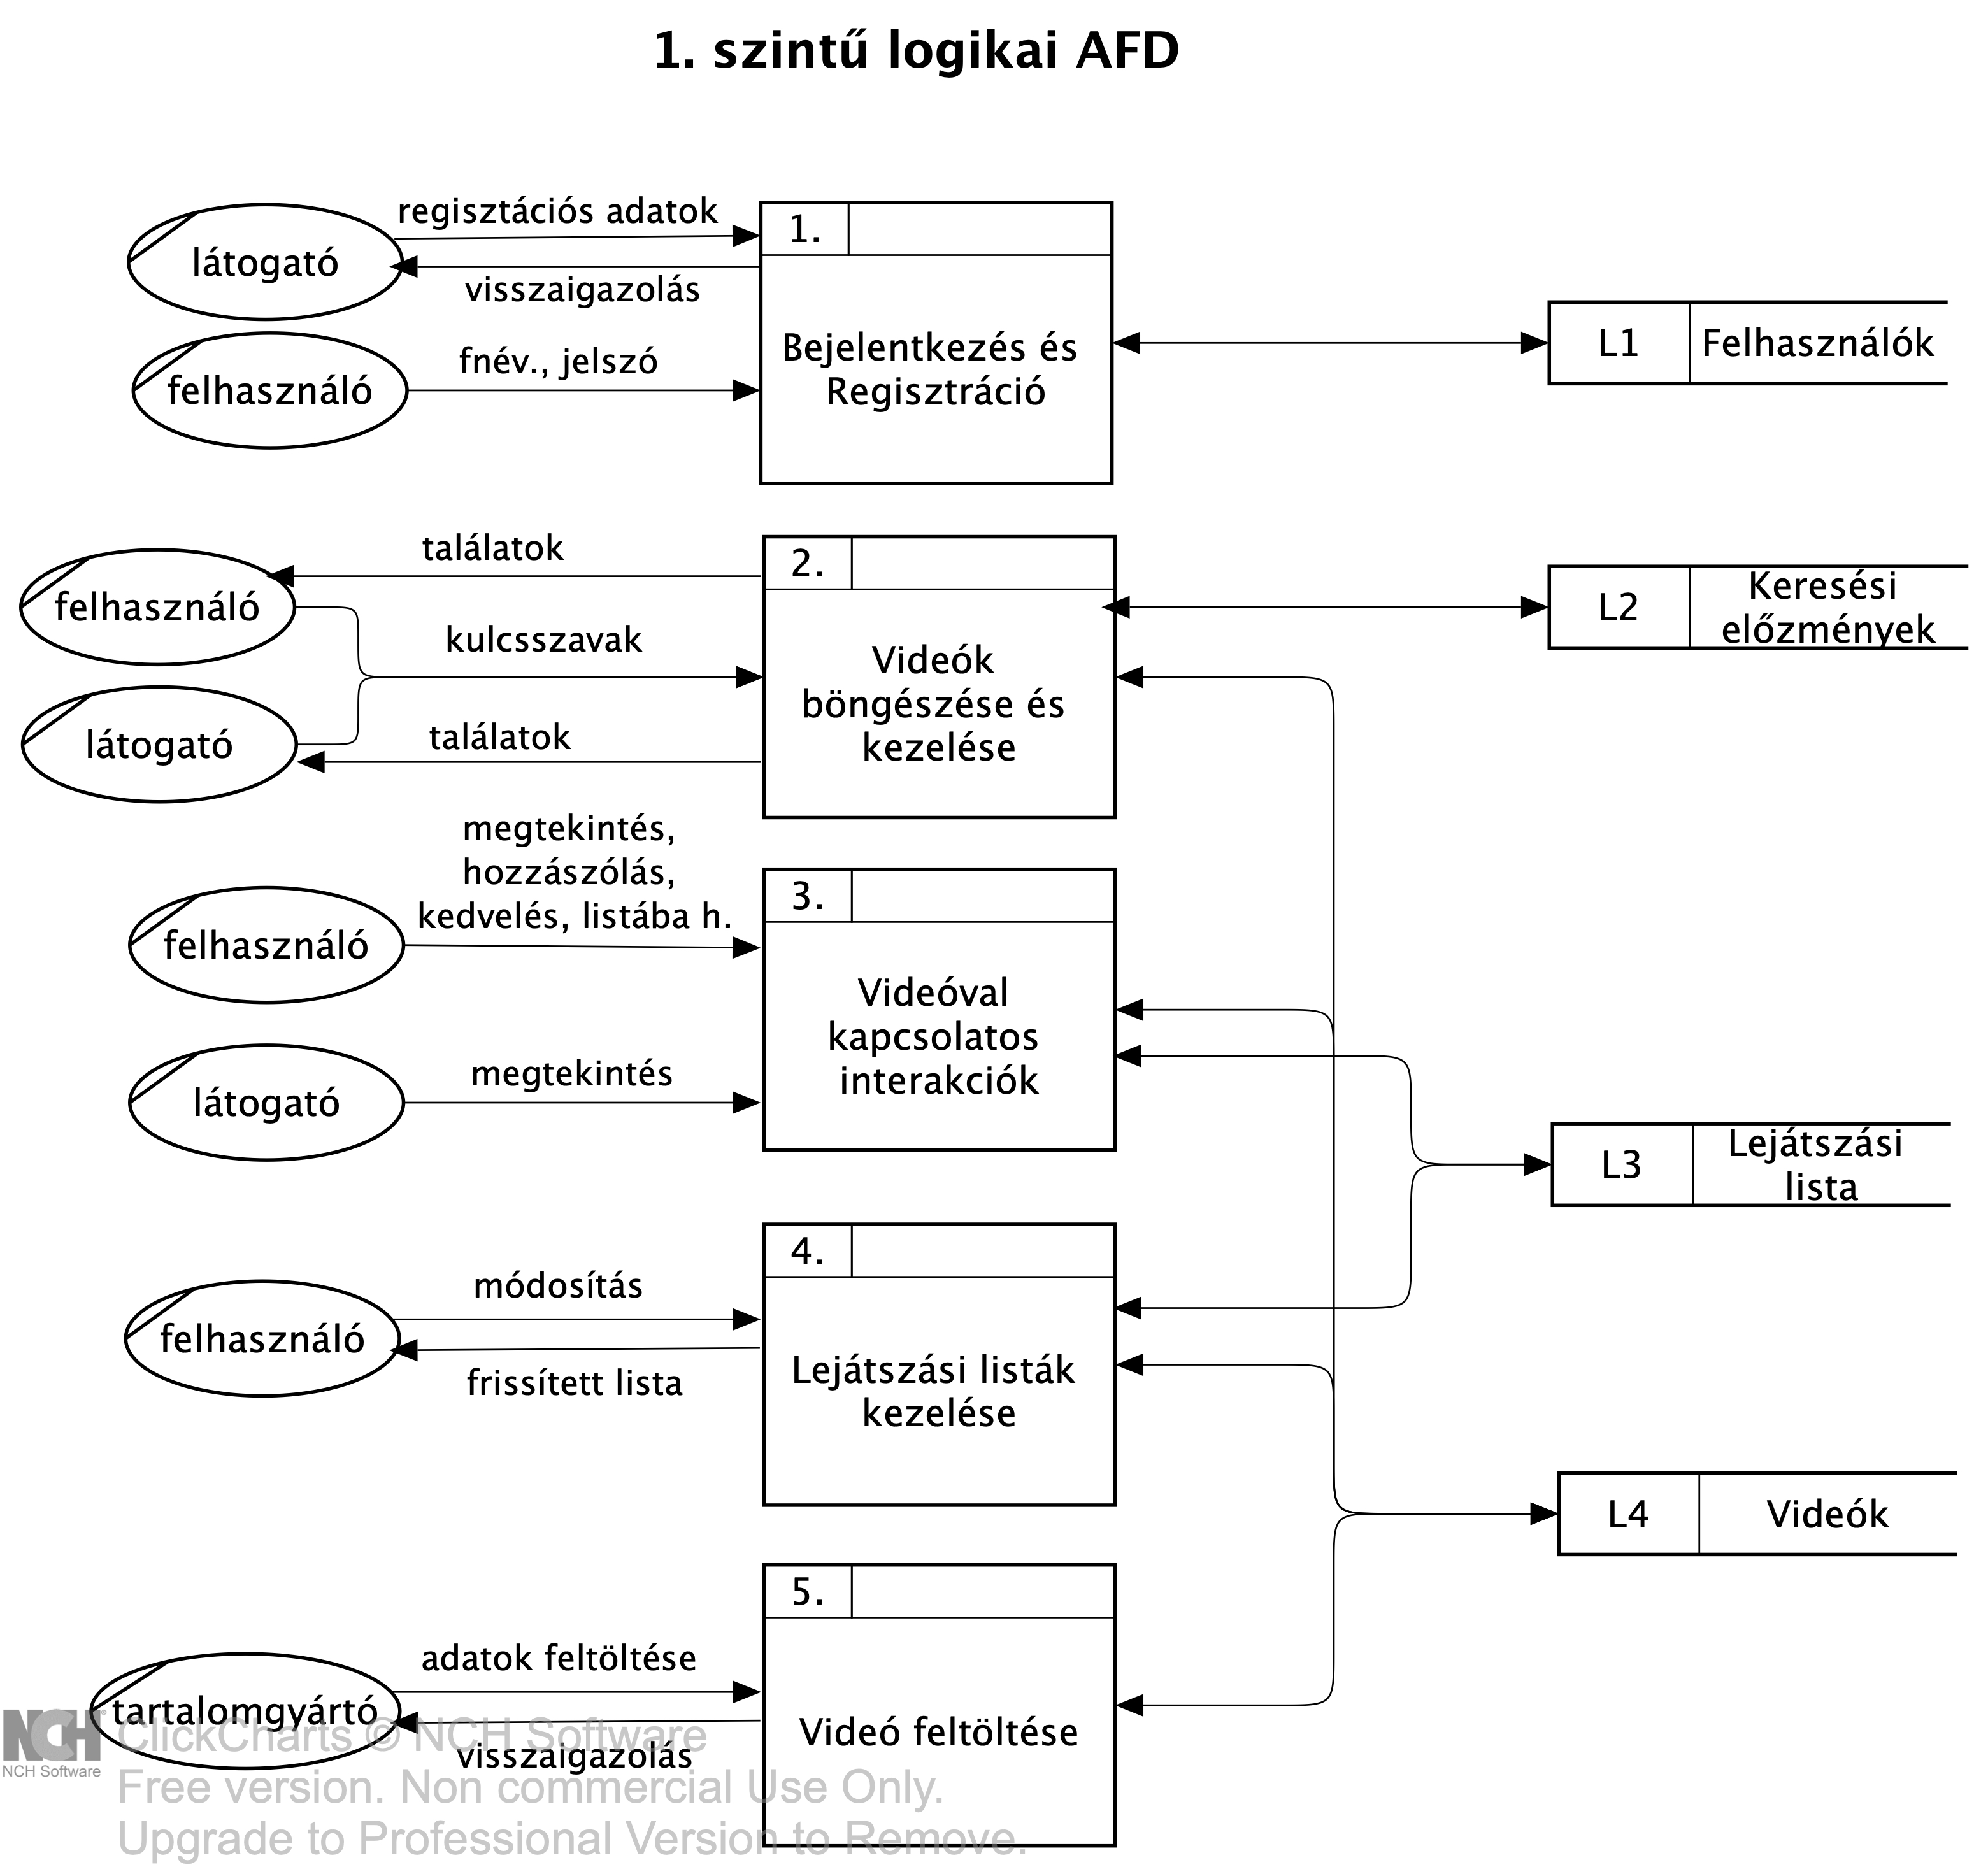 1. szintű logikai AFD
regisztációs adatok
látogató
visszaigazolás
fnév., jelszó
felhasználó
1.
Bejelentkezés és
Regisztráció
L1
Felhasználók
találatok
felhasználó
kulcsszavak
látogató
találatok
2.
Videók
böngészése és
kezelése
L2
Keresési
előzmények
megtekintés,
hozzászólás,
kedvelés, listába h.
felhasználó
megtekintés
látogató
3.
Videóval
kapcsolatos
interakciók
L3
Lejátszási
lista
módosítás
felhasználó
frissített lista
4.
Lejátszási listák
kezelése
L4
Videók
adatok feltöltése
tartalomgyártó
visszaigazolás
5.
Videó feltöltése
NCH
NCH Software
ClickCharts © NCH Software
Free version. Non commercial Use Only.
Upgrade to Professional Version to Remove.